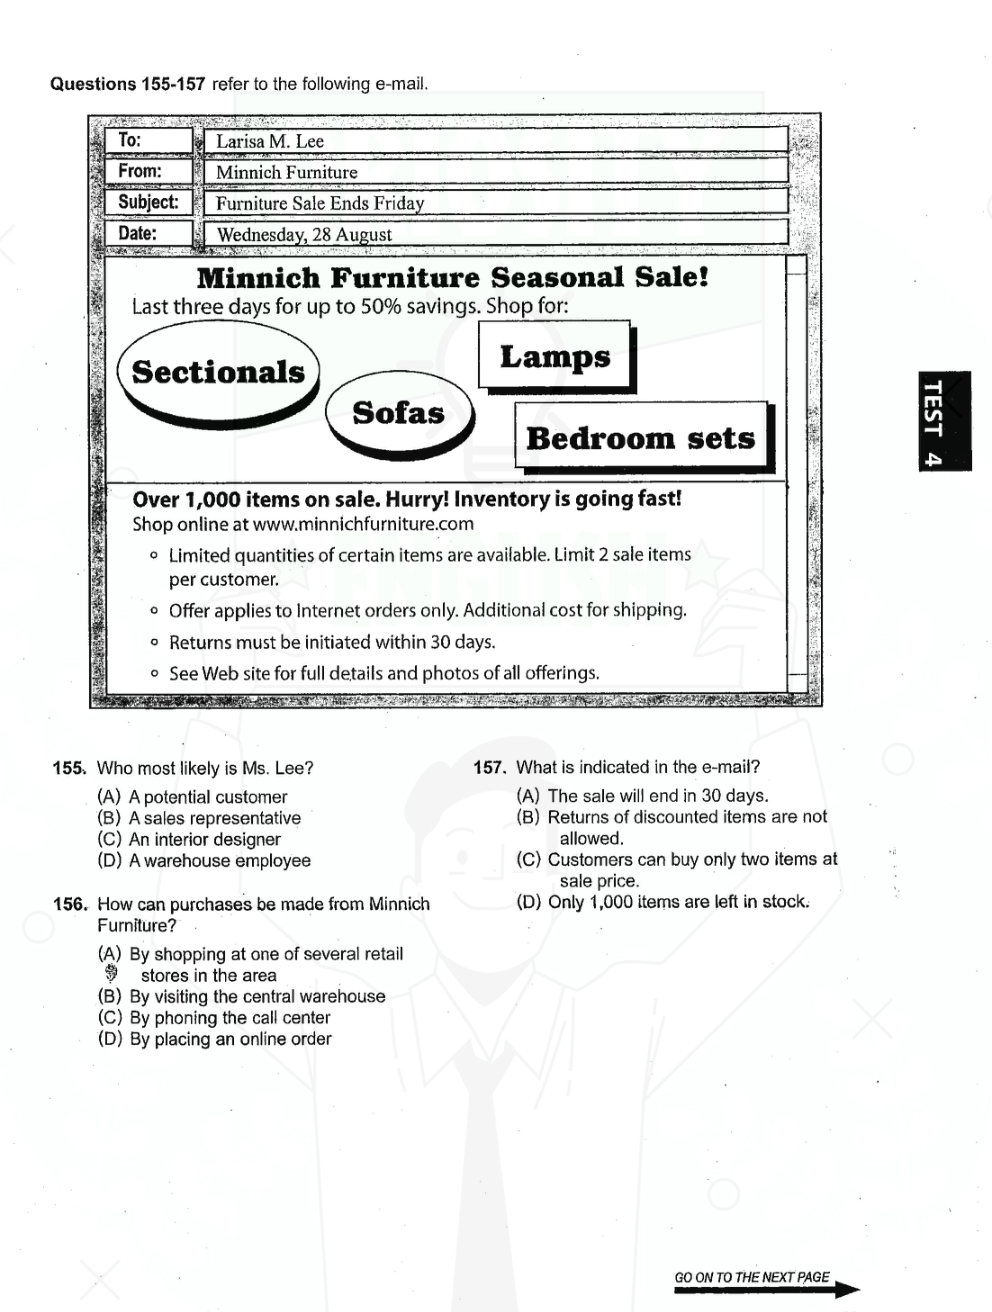 Questions 155-157 refer to the following e-mail.
To: Larisa M. Lee
From: Minnich Furniture
Subject: Furniture Sale Ends Friday
Date: Wednesday, 28 August
Minnich Furniture Seasonal Sale!
Last three days for up to 50% savings. Shop for:
Sectionals
Sofas
Lamps
Bedroom sets
Over 1,000 items on sale. Hurry! Inventory is going fast!
Shop online at www.minnichfurniture.com
° Limited quantities of certain items are available. Limit 2 sale items
per customer.
° Offer applies to Internet orders only. Additional cost for shipping.
° Returns must be initiated within 30 days.
° See Web site for full details and photos of all offerings.
TEST 4
155. Who most likely is Ms. Lee?
(A) A potential customer
(B) A sales representative
(C) An interior designer
(D) A warehouse employee
156. How can purchases be made from Minnich
Furniture?
(A) By shopping at one of several retail
stores in the area
(B) By visiting the central warehouse
(C) By phoning the call center
(D) By placing an online order
157. What is indicated in the e-mail?
(A) The sale will end in 30 days.
(B) Returns of discounted items are not
allowed.
(C) Customers can buy only two items at
sale price.
(D) Only 1,000 items are left in stock.
GO ON TO THE NEXT PAGE